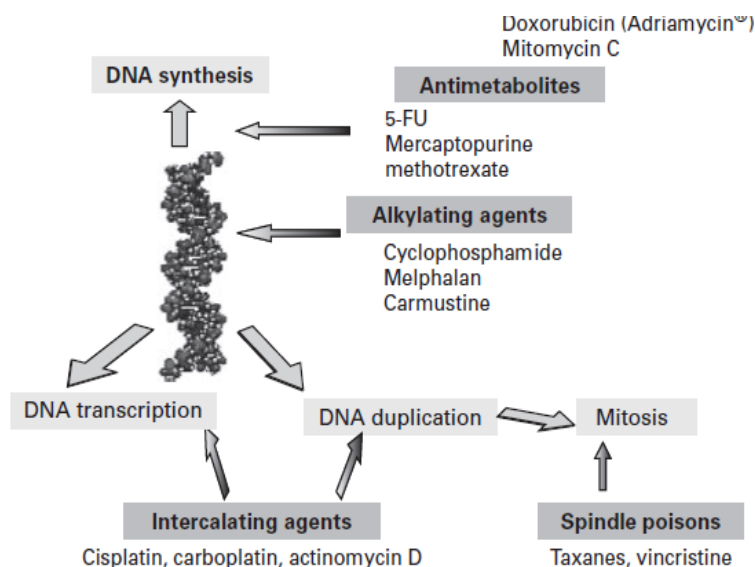 Doxorubicin (Adriamycin®)
Mitomycin C
DNA synthesis
Antimetabolites
5-FU
Mercaptopurine
methotrexate
Alkylating agents
Cyclophosphamide
Melphalan
Carmustine
DNA transcription
DNA duplication
Mitosis
Intercalating agents
Cisplatin, carboplatin, actinomycin D
Spindle poisons
Taxanes, vincristine